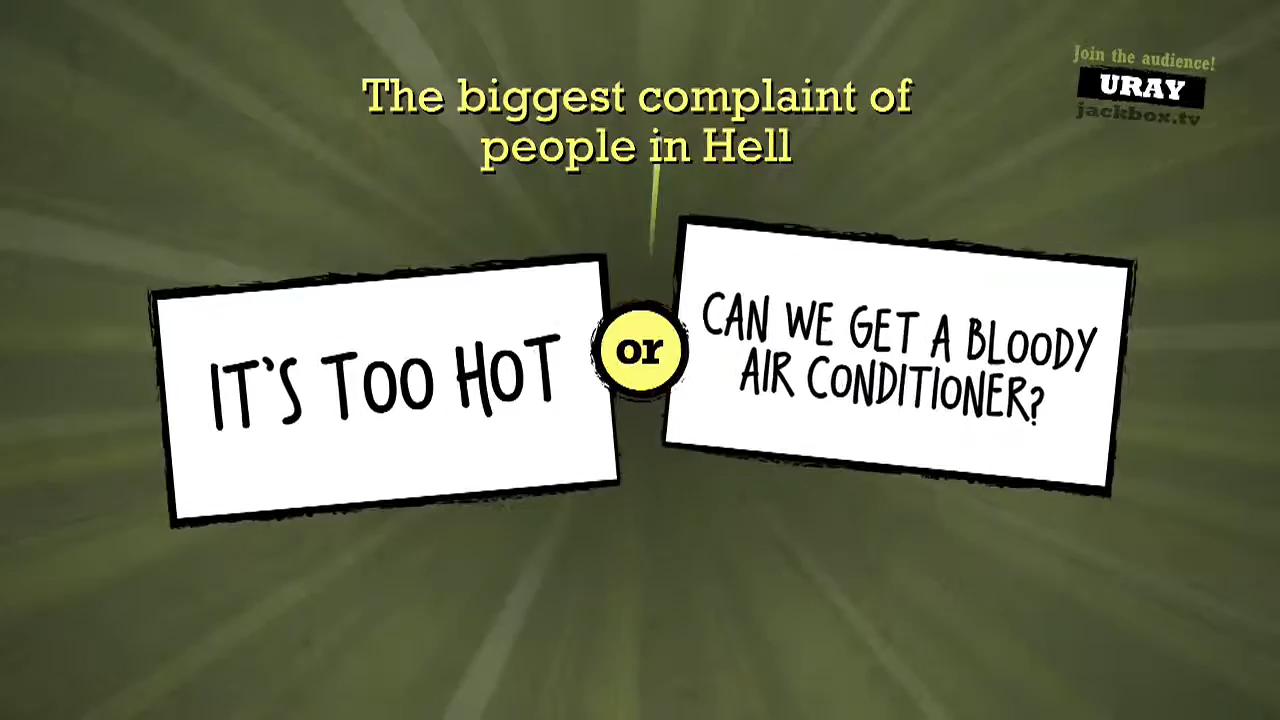 Join the audience!
URAY
jackbox.tv
The biggest complaint of
people in Hell
IT'S TOO HOT
or
CAN WE GET A BLOODY
AIR CONDITIONER?